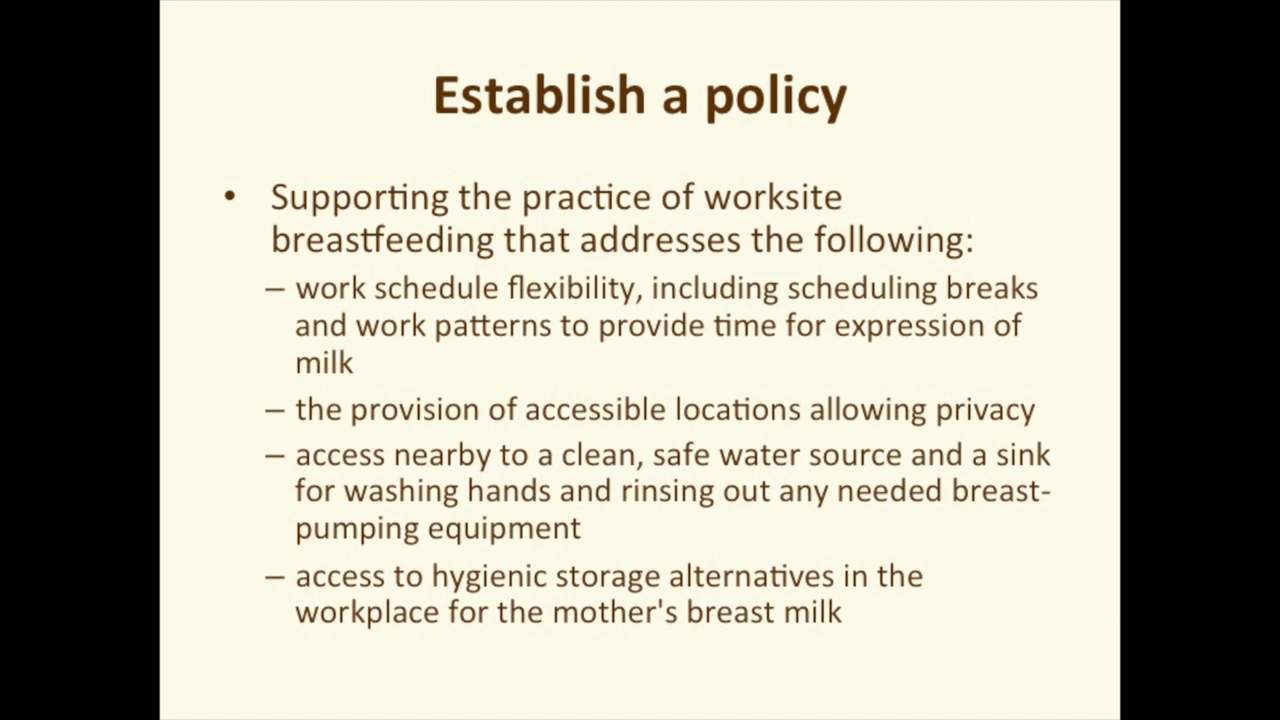 Establish a policy
• Supporting the practice of worksite
breastfeeding that addresses the following:
– work schedule flexibility, including scheduling breaks
and work patterns to provide time for expression of
milk
– the provision of accessible locations allowing privacy
– access nearby to a clean, safe water source and a sink
for washing hands and rinsing out any needed breast-
pumping equipment
– access to hygienic storage alternatives in the
workplace for the mother's breast milk